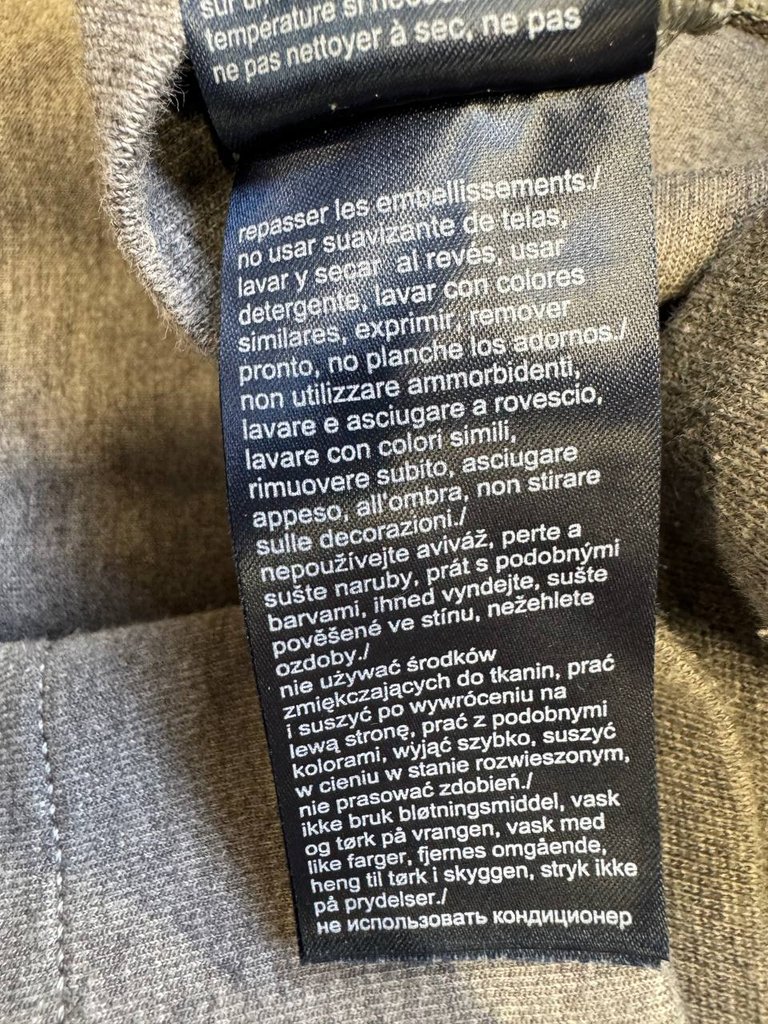 sur un
température si nécess
ne pas nettoyer à sec, ne pas
repasser les embellissements./
no usar suavizante de telas,
lavar y secar al revés, usar
detergente, lavar con colores
similares, exprimir, remover
pronto, no planche los adornos./
non utilizzare ammorbidenti,
lavare e asciugare a rovescio,
lavare con colori simili,
rimuovere subito, asciugare
appeso, all'ombra, non stirare
sulle decorazioni./
nepoužívejte aviváž, perte a
sušte naruby, prát s podobnými
barvami, ihned vyndejte, sušte
pověšené ve stínu, nežehlete
ozdoby./
nie używać środków
zmiękczających do tkanin, prać
i suszyć po wywróceniu na
lewą stronę, prać z podobnymi
kolorami, wyjąć szybko, suszyć
w cieniu w stanie rozwieszonym,
nie prasować zdobień./
ikke bruk bløtningsmiddel, vask
og tørk på vrangen, vask med
like farger, fjernes omgående,
heng til tørk i skyggen, stryk ikke
på prydelser./
не использовать кондиционер